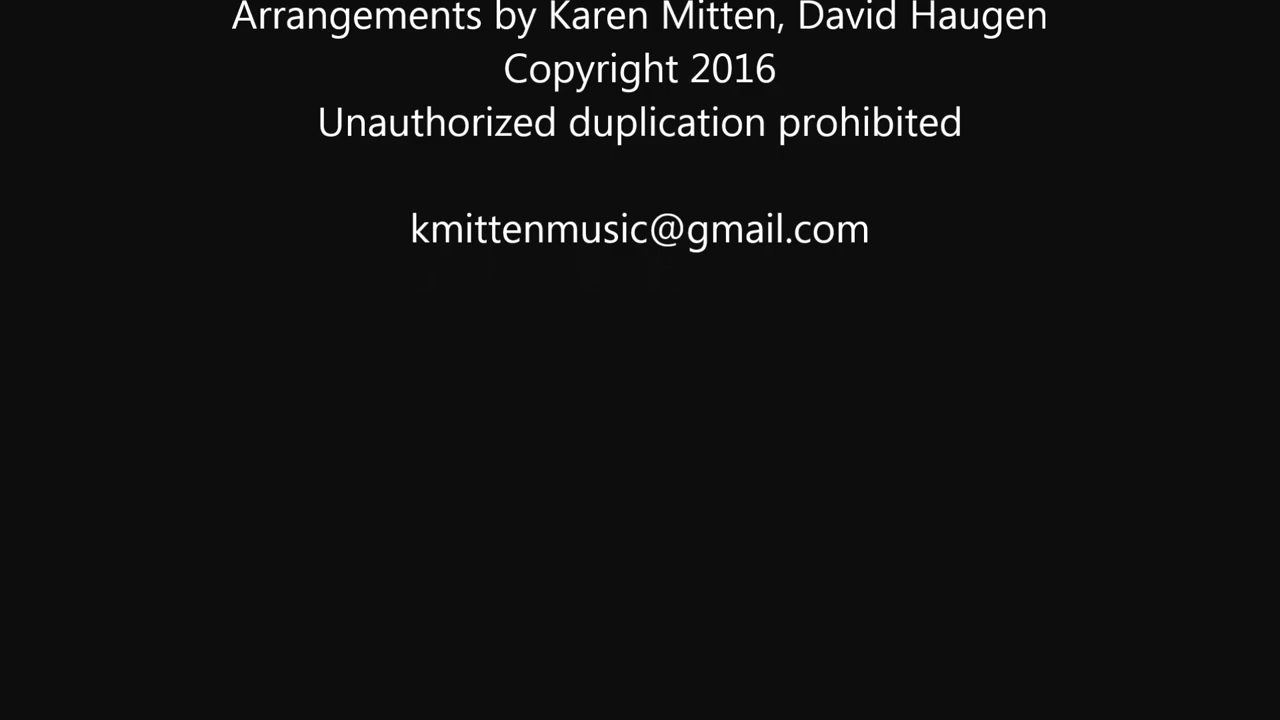 Arrangements by Karen Mitten, David Haugen
Copyright 2016
Unauthorized duplication prohibited
kmittenmusic@gmail.com